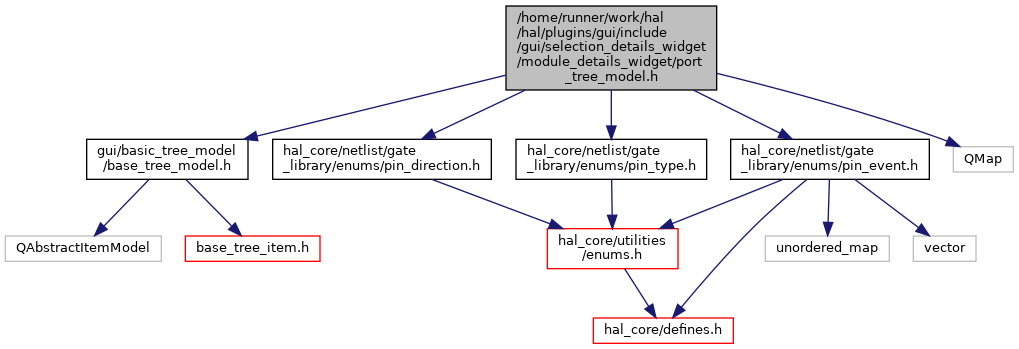 /home/runner/work/hal
/hal/plugins/gui/include
/gui/selection_details_widget
/module_details_widget/port
_tree_model.h
gui/basic_tree_model
/base_tree_model.h
hal_core/netlist/gate
_library/enums/pin_direction.h
hal_core/netlist/gate
_library/enums/pin_type.h
hal_core/netlist/gate
_library/enums/pin_event.h
QMap
QAbstractItemModel
base_tree_item.h
hal_core/utilities
/enums.h
unordered_map
vector
hal_core/defines.h